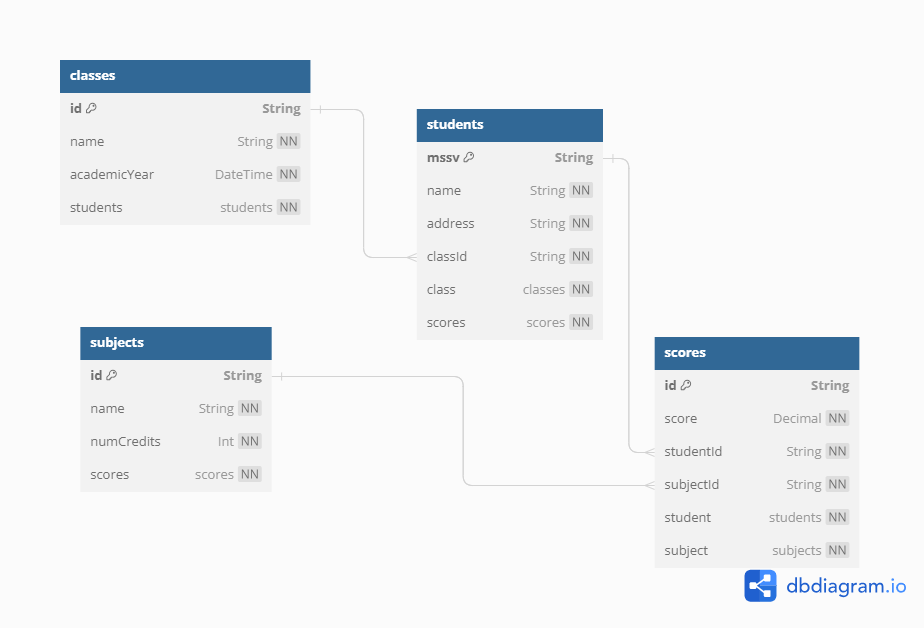 classes
id String
name String NN
academicYear DateTime NN
students students NN
students
mssv String
name String NN
address String NN
classId String NN
class classes NN
scores scores NN
subjects
id String
name String NN
numCredits Int NN
scores scores NN
scores
id String
score Decimal NN
studentId String NN
subjectId String NN
student students NN
subject subjects NN
dbdiagram.io